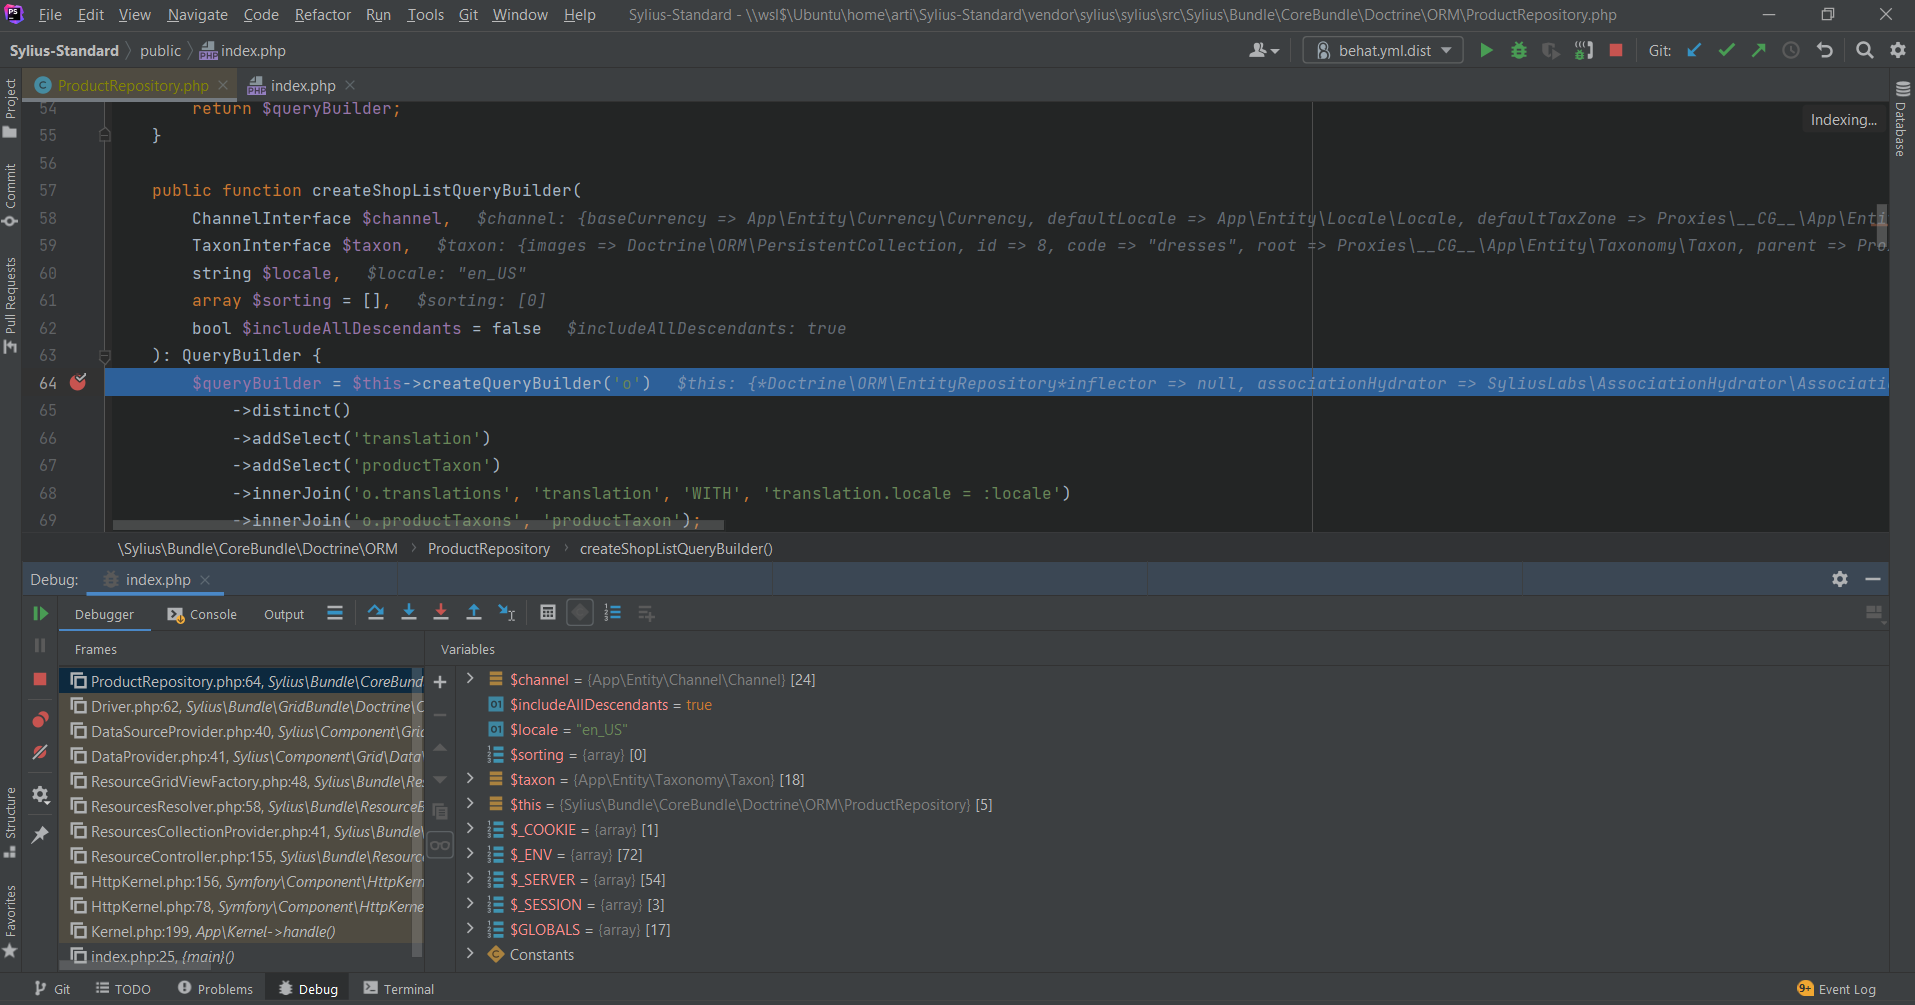 PS File Edit View Navigate Code Refactor Run Tools Git Window Help Sylius-Standard - \\wsl$\Ubuntu\home\arti\Sylius-Standard\vendor\sylius\sylius\src\Sylius\Bundle\CoreBundle\Doctrine\ORM\ProductRepository.php
Sylius-Standard public index.php behat.yml.dist Git:
ProductRepository.php index.php
Project
Commit
Pull Requests
Structure
Favorites
Database
Indexing...
54 return $queryBuilder;
55 }
56
57 public function createShopListQueryBuilder(
58 ChannelInterface $channel, $channel: {baseCurrency => App\Entity\Currency\Currency, defaultLocale => App\Entity\Locale\Locale, defaultTaxZone => Proxies\__CG__\App\Enti
59 TaxonInterface $taxon, $taxon: {images => Doctrine\ORM\PersistentCollection, id => 8, code => "dresses", root => Proxies\__CG__\App\Entity\Taxonomy\Taxon, parent => Pro
60 string $locale, $locale: "en_US"
61 array $sorting = [], $sorting: [0]
62 bool $includeAllDescendants = false $includeAllDescendants: true
63 ): QueryBuilder {
64 $queryBuilder = $this->createQueryBuilder('o') $this: {*Doctrine\ORM\EntityRepository*inflector => null, associationHydrator => SyliusLabs\AssociationHydrator\Associati
65 ->distinct()
66 ->addSelect('translation')
67 ->addSelect('productTaxon')
68 ->innerJoin('o.translations', 'translation', 'WITH', 'translation.locale = :locale')
69 ->innerJoin('o.productTaxons', 'productTaxon');
\Sylius\Bundle\CoreBundle\Doctrine\ORM ProductRepository createShopListQueryBuilder()
Debug: index.php
Debugger Console Output
Frames
ProductRepository.php:64, Sylius\Bundle\CoreBund
Driver.php:62, Sylius\Bundle\GridBundle\Doctrine\
DataSourceProvider.php:40, Sylius\Component\Gri
DataProvider.php:41, Sylius\Component\Grid\Data
ResourceGridViewFactory.php:48, Sylius\Bundle\Re
ResourcesResolver.php:58, Sylius\Bundle\Resource
ResourcesCollectionProvider.php:41, Sylius\Bundle\
ResourceController.php:155, Sylius\Bundle\Resourc
HttpKernel.php:156, Symfony\Component\HttpKern
HttpKernel.php:78, Symfony\Component\HttpKerne
Kernel.php:199, App\Kernel->handle()
index.php:25, {main}()
Variables
$channel = {App\Entity\Channel\Channel} [24]
$includeAllDescendants = true
$locale = "en_US"
$sorting = {array} [0]
$taxon = {App\Entity\Taxonomy\Taxon} [18]
$this = {Sylius\Bundle\CoreBundle\Doctrine\ORM\ProductRepository} [5]
$_COOKIE = {array} [1]
$_ENV = {array} [72]
$_SERVER = {array} [54]
$_SESSION = {array} [3]
$GLOBALS = {array} [17]
Constants
Git TODO Problems Debug Terminal 9+ Event Log